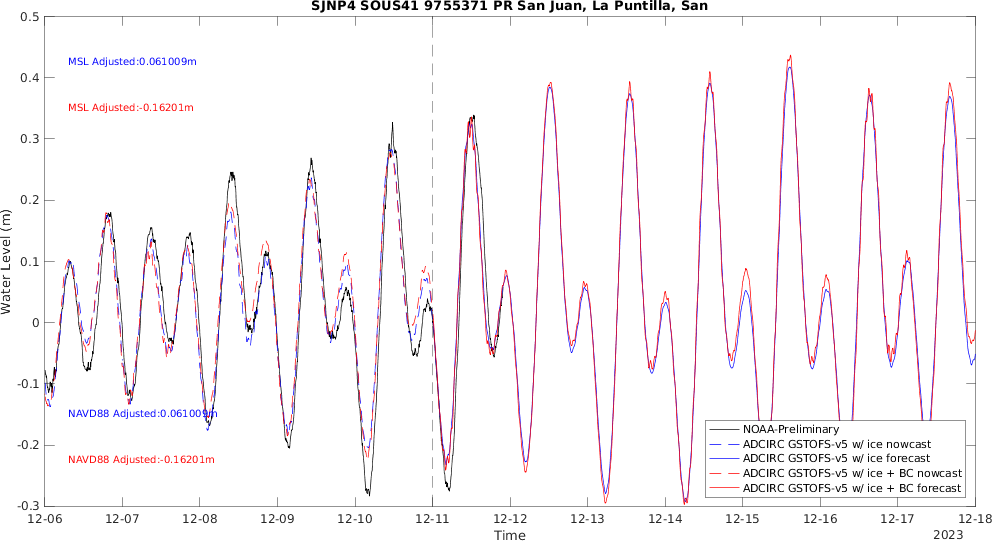 SJNP4 SOUS41 9755371 PR San Juan, La Puntilla, San
0.5
0.4
0.3
0.2
0.1
0
-0.1
-0.2
-0.3
Water Level (m)
MSL Adjusted:0.061009m
MSL Adjusted:-0.16201m
NAVD88 Adjusted:0.061009m
NAVD88 Adjusted:-0.16201m
NOAA-Preliminary
ADCIRC GSTOFS-v5 w/ ice nowcast
ADCIRC GSTOFS-v5 w/ ice forecast
ADCIRC GSTOFS-v5 w/ ice + BC nowcast
ADCIRC GSTOFS-v5 w/ ice + BC forecast
12-06 12-07 12-08 12-09 12-10 12-11 12-12 12-13 12-14 12-15 12-16 12-17 12-18
Time
2023